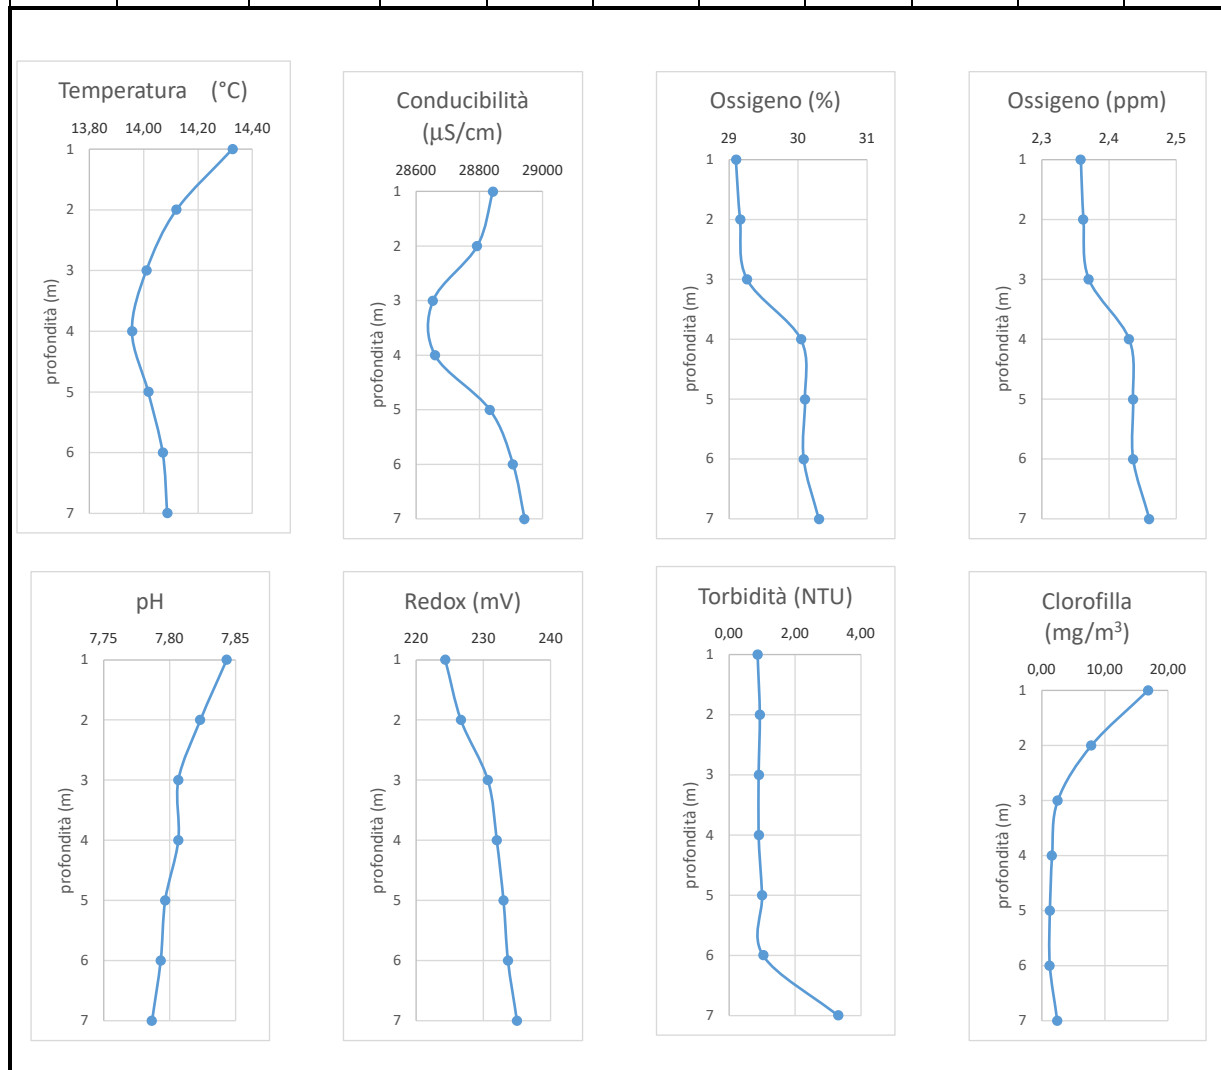 Temperatura (°C)
13,80 14,00 14,20 14,40
1
2
3
4
5
6
7
profondità (m)
Conducibilità
(μS/cm)
28600 28800 29000
1
2
3
4
5
6
7
profondità (m)
Ossigeno (%)
29 30 31
1
2
3
4
5
6
7
profondità (m)
Ossigeno (ppm)
2,3 2,4 2,5
1
2
3
4
5
6
7
profondità (m)
pH
7,75 7,80 7,85
1
2
3
4
5
6
7
profondità (m)
Redox (mV)
220 230 240
1
2
3
4
5
6
7
profondità (m)
Torbidità (NTU)
0,00 2,00 4,00
1
2
3
4
5
6
7
profondità (m)
Clorofilla
(mg/m³)
0,00 10,00 20,00
1
2
3
4
5
6
7
profondità (m)